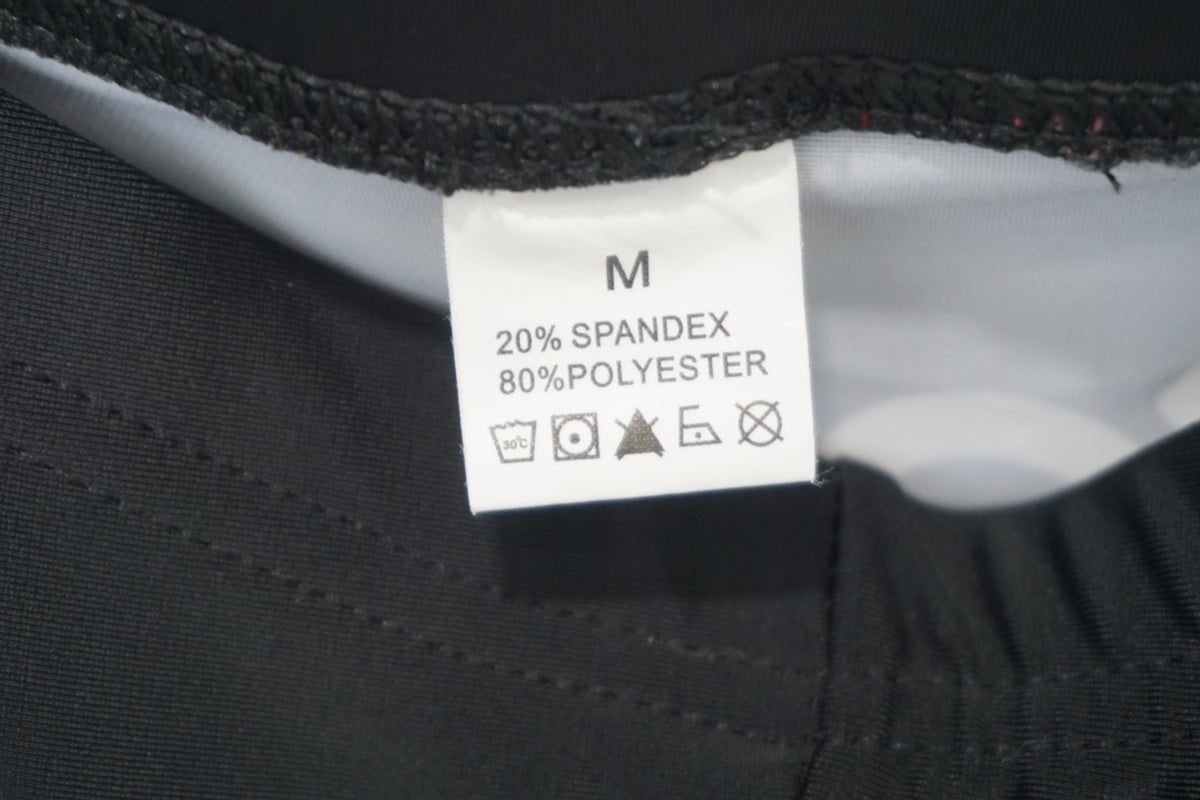 M
20% SPANDEX
80%POLYESTER
30℃